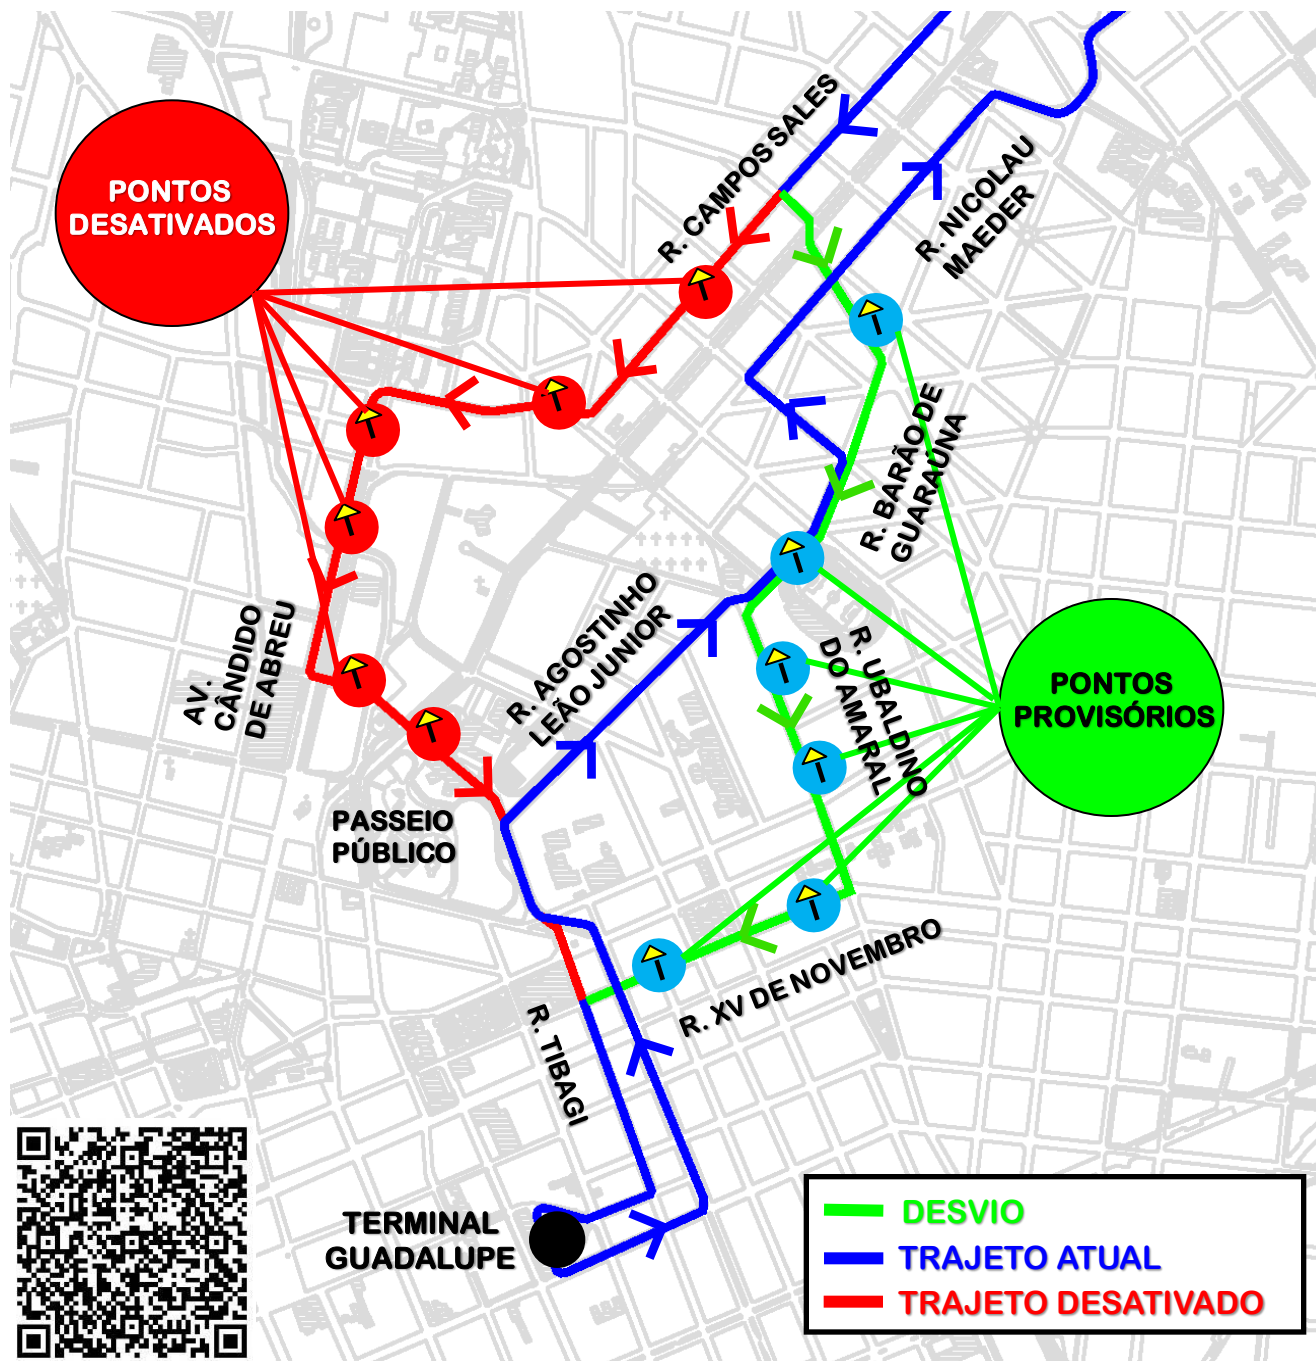 R. CAMPOS SALES
PONTOS
DESATIVADOS
R. NICOLAU
MAEDER
R. BARÃO DE
GUARAÚNA
AV.
CÂNDIDO
DE ABREU
R. AGOSTINHO
LEÃO JUNIOR
R. UBALDINO
DO AMARAL
PONTOS
PROVISÓRIOS
PASSEIO
PÚBLICO
R. XV DE NOVEMBRO
R. TIBAGI
TERMINAL
GUADALUPE
DESVIO
TRAJETO ATUAL
TRAJETO DESATIVADO